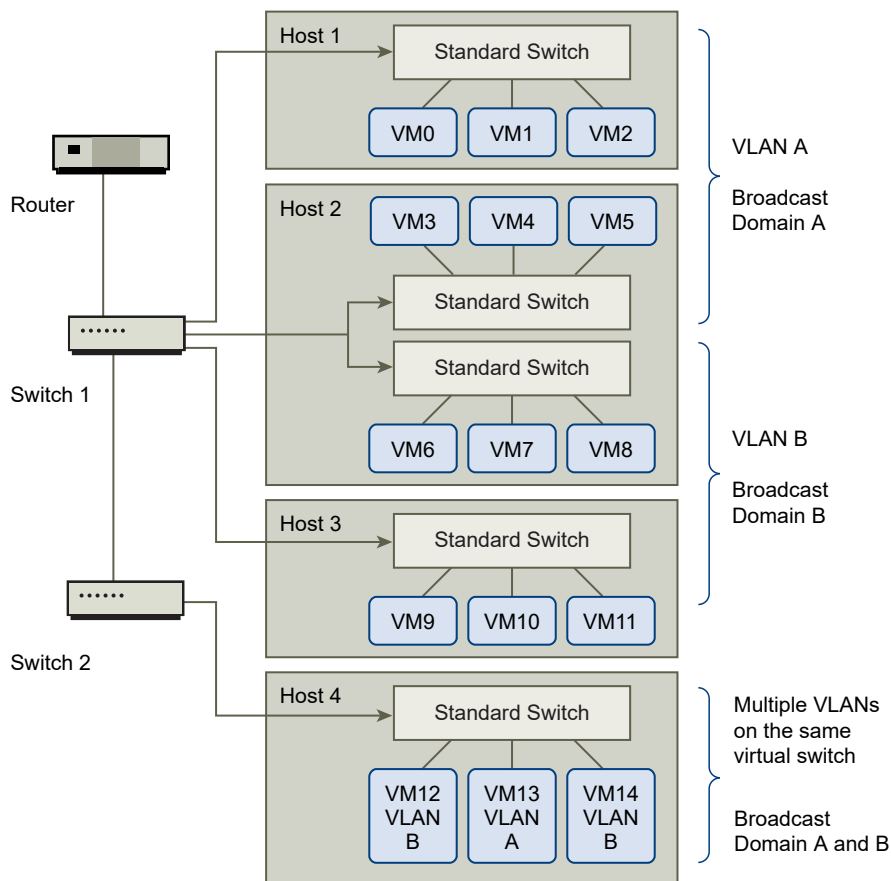 Host 1
Standard Switch
VM0
VM1
VM2
Router
VLAN A
Broadcast
Domain A
Host 2
VM3
VM4
VM5
Standard Switch
Standard Switch
VM6
VM7
VM8
Switch 1
VLAN B
Broadcast
Domain B
Host 3
Standard Switch
VM9
VM10
VM11
Switch 2
Host 4
Standard Switch
VM12
VLAN
B
VM13
VLAN
A
VM14
VLAN
B
Multiple VLANs
on the same
virtual switch
Broadcast
Domain A and B